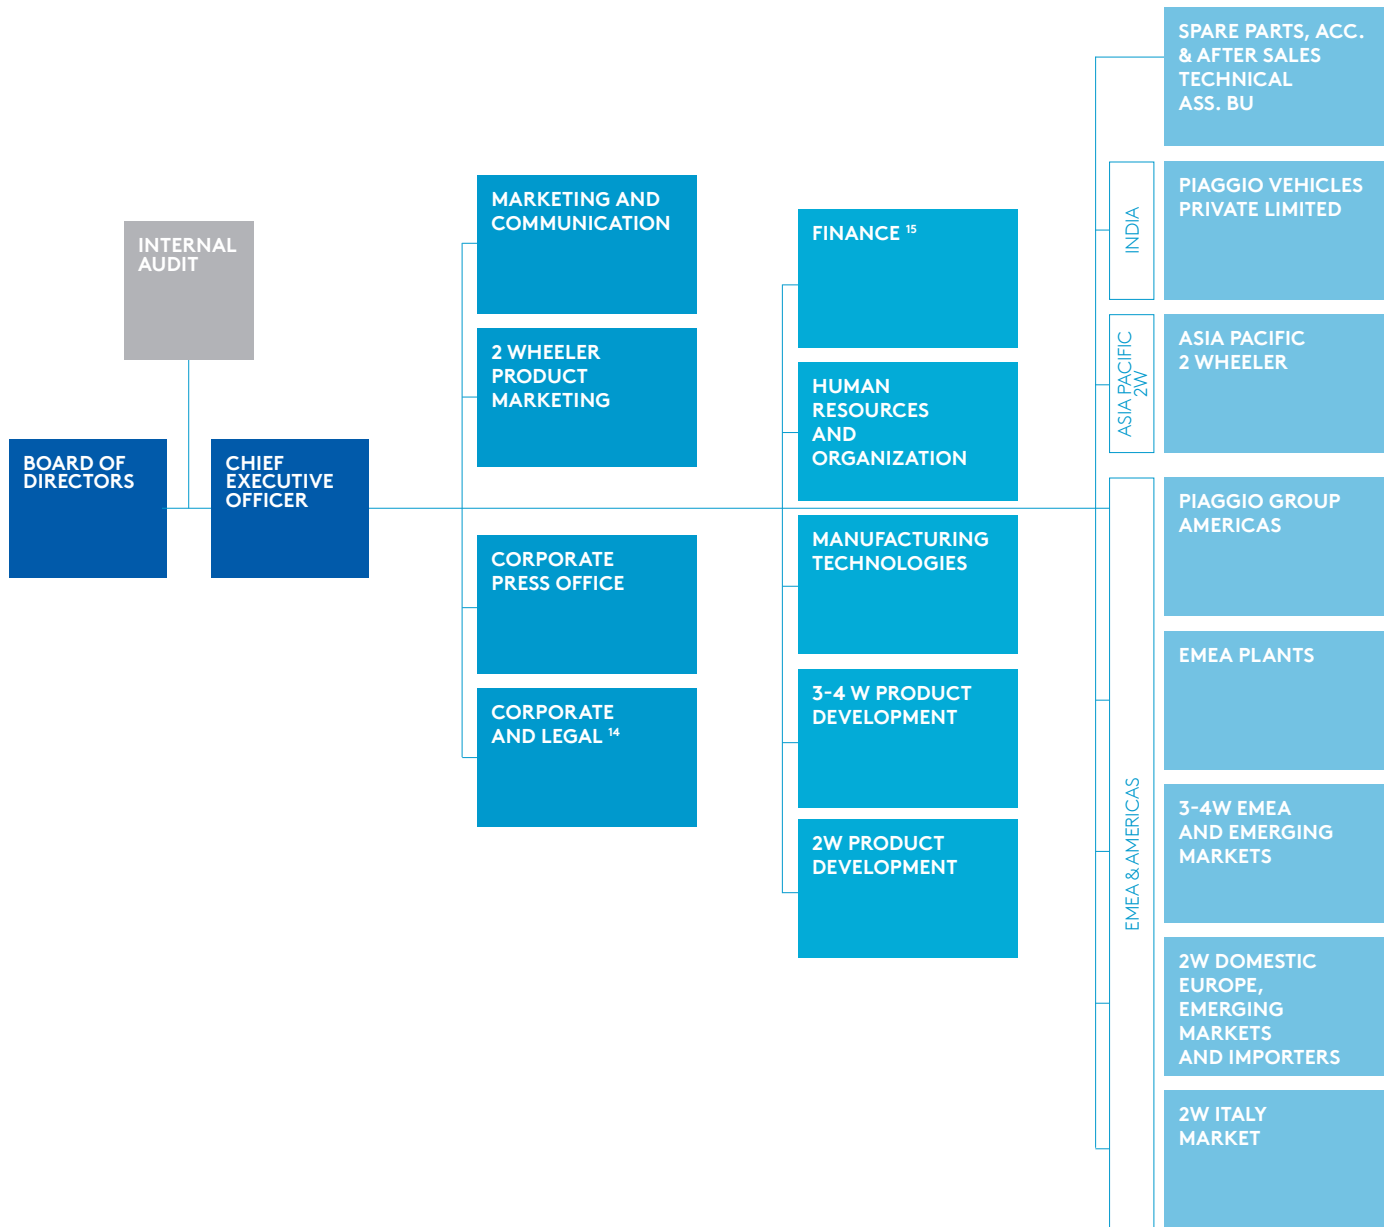 INTERNAL
AUDIT
BOARD OF
DIRECTORS
CHIEF
EXECUTIVE
OFFICER
MARKETING AND
COMMUNICATION
2 WHEELER
PRODUCT
MARKETING
CORPORATE
PRESS OFFICE
CORPORATE
AND LEGAL 14
FINANCE 15
HUMAN
RESOURCES
AND
ORGANIZATION
MANUFACTURING
TECHNOLOGIES
3-4 W PRODUCT
DEVELOPMENT
2W PRODUCT
DEVELOPMENT
SPARE PARTS, ACC.
& AFTER SALES
TECHNICAL
ASS. BU
INDIA
PIAGGIO VEHICLES
PRIVATE LIMITED
ASIA PACIFIC
2W
ASIA PACIFIC
2 WHEELER
EMEA & AMERICAS
PIAGGIO GROUP
AMERICAS
EMEA PLANTS
3-4W EMEA
AND EMERGING
MARKETS
2W DOMESTIC
EUROPE,
EMERGING
MARKETS
AND IMPORTERS
2W ITALY
MARKET